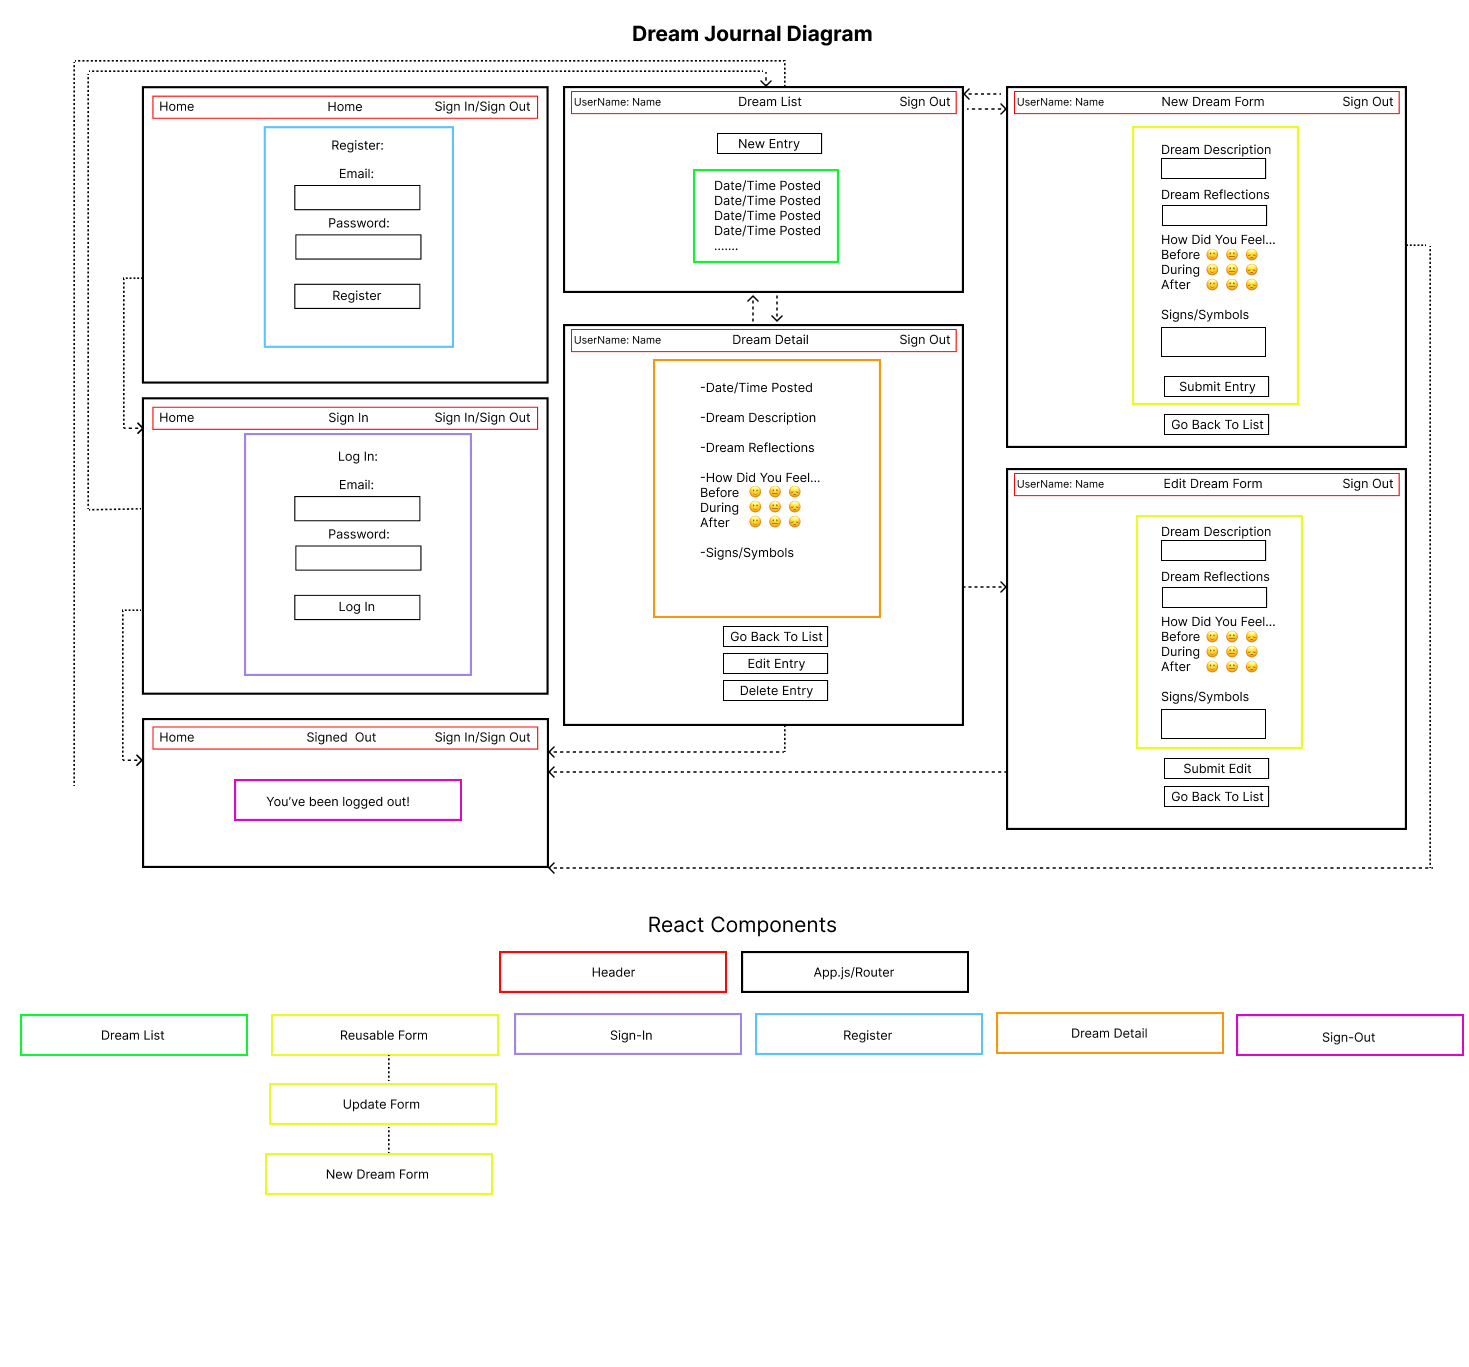 Dream Journal Diagram
Home Home Sign In/Sign Out
Register:
Email:
Password:
Register
Home Sign In Sign In/Sign Out
Log In:
Email:
Password:
Log In
Home Signed Out Sign In/Sign Out
You've been logged out!
UserName: Name Dream List Sign Out
New Entry
Date/Time Posted
Date/Time Posted
Date/Time Posted
Date/Time Posted
.......
UserName: Name Dream Detail Sign Out
-Date/Time Posted
-Dream Description
-Dream Reflections
-How Did You Feel...
Before 🙂 😐 😞
During 🙂 😐 😞
After 🙂 😐 😞
-Signs/Symbols
Go Back To List
Edit Entry
Delete Entry
UserName: Name New Dream Form Sign Out
Dream Description
Dream Reflections
How Did You Feel...
Before 🙂 😐 😞
During 🙂 😐 😞
After 🙂 😐 😞
Signs/Symbols
Submit Entry
Go Back To List
UserName: Name Edit Dream Form Sign Out
Dream Description
Dream Reflections
How Did You Feel...
Before 🙂 😐 😞
During 🙂 😐 😞
After 🙂 😐 😞
Signs/Symbols
Submit Edit
Go Back To List
React Components
Header
App.js/Router
Dream List
Reusable Form
Sign-In
Register
Dream Detail
Sign-Out
Update Form
New Dream Form